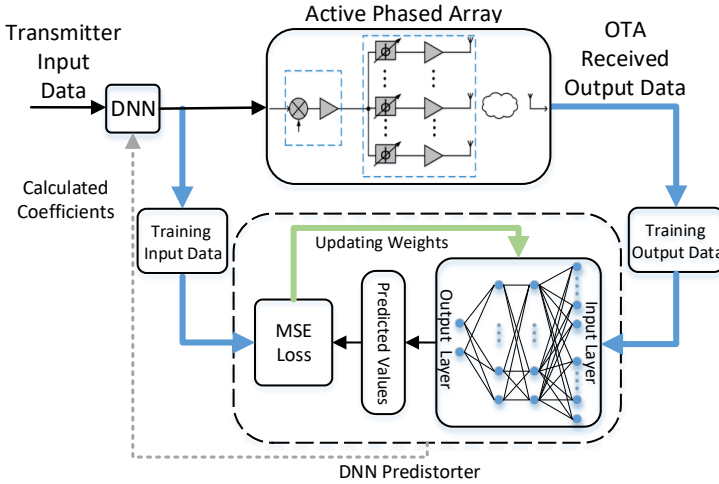 Active Phased Array
Transmitter
Input
Data
OTA
Received
Output Data
DNN
ϕ
ϕ
ϕ
Calculated
Coefficients
Training
Input Data
Training
Output Data
Updating Weights
MSE
Loss
Predicted Values
Output Layer
Input Layer
DNN Predistorter